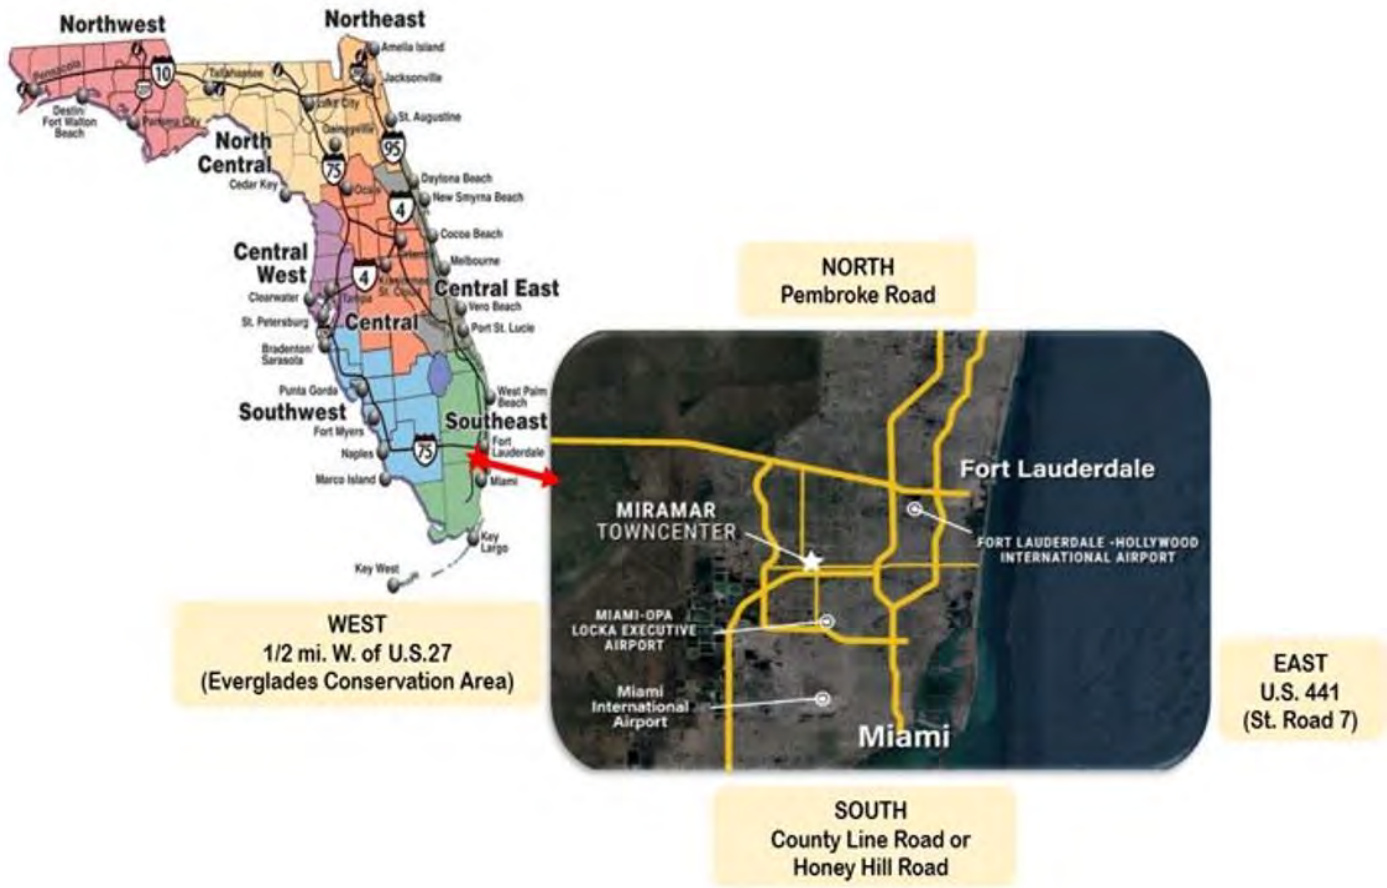 Northwest
Northeast
Amelia Island
10
Pensacola
Tallahassee
Jacksonville
Destin/
Fort Walton
Beach
Panama City
Lake City
St. Augustine
Gainesville
North
Central
95
75
Cedar Key
Ocala
Daytona Beach
New Smyrna Beach
4
Cocoa Beach
Central
West
Orlando
Melbourne
4
Kissimmee
St. Cloud
Central East
Clearwater
Tampa
Vero Beach
St. Petersburg
Central
Port St. Lucie
Bradenton/
Sarasota
Punta Gorda
West Palm
Beach
Southwest
Southeast
Fort Myers
75
Fort
Lauderdale
Naples
Marco Island
Miami
Key
Largo
Key West
NORTH
Pembroke Road
Fort Lauderdale
MIRAMAR
TOWNCENTER
FORT LAUDERDALE -HOLLYWOOD
INTERNATIONAL AIRPORT
MIAMI-OPA
LOCKA EXECUTIVE
AIRPORT
Miami
International
Airport
Miami
WEST
1/2 mi. W. of U.S.27
(Everglades Conservation Area)
EAST
U.S. 441
(St. Road 7)
SOUTH
County Line Road or
Honey Hill Road